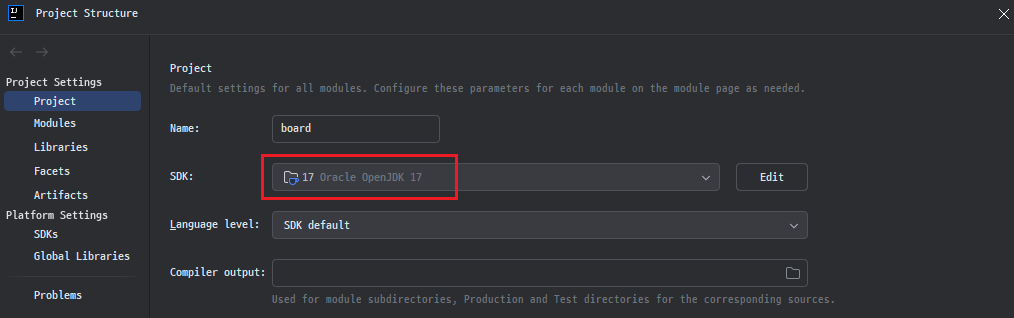 Project Structure
Project Settings
Project
Modules
Libraries
Facets
Artifacts
Platform Settings
SDKs
Global Libraries
Problems
Project
Default settings for all modules. Configure these parameters for each module on the module page as needed.
Name: board
SDK: 17 Oracle OpenJDK 17 Edit
Language level: SDK default
Compiler output:
Used for module subdirectories, Production and Test directories for the corresponding sources.